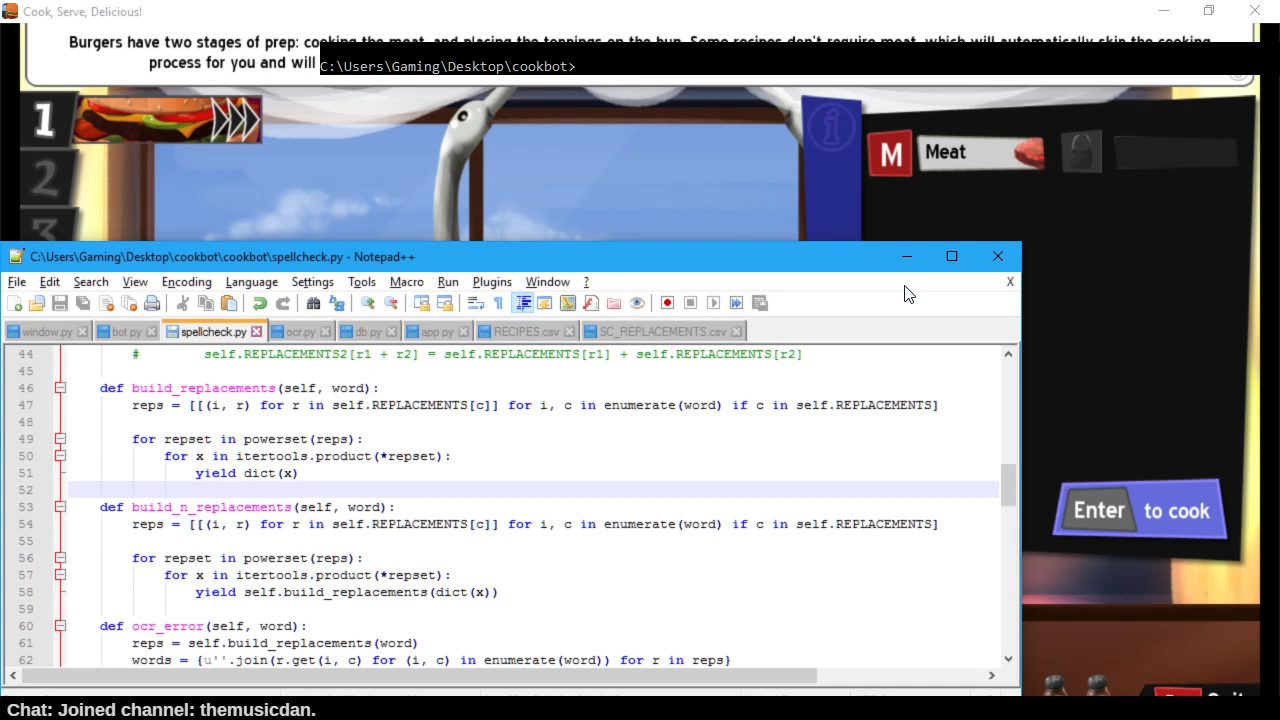 Cook, Serve, Delicious!
Burgers have two stages of prep: cooking the meat, and placing the toppings on the bun. Some recipes don't require meat, which will automatically skip the cooking
process for you and will
C:\Users\Gaming\Desktop\cookbot>
1
2
3
M Meat
C:\Users\Gaming\Desktop\cookbot\cookbot\spellcheck.py - Notepad++
File Edit Search View Encoding Language Settings Tools Macro Run Plugins Window ?
X
window.py bot.py spellcheck.py ocr.py db.py app.py RECIPES.csv SC_REPLACEMENTS.csv
44 # self.REPLACEMENTS2[r1 + r2] = self.REPLACEMENTS[r1] + self.REPLACEMENTS[r2]
45
46 def build_replacements(self, word):
47 reps = [[(i, r) for r in self.REPLACEMENTS[c]] for i, c in enumerate(word) if c in self.REPLACEMENTS]
48
49 for repset in powerset(reps):
50 for x in itertools.product(*repset):
51 yield dict(x)
52
53 def build_n_replacements(self, word):
54 reps = [[(i, r) for r in self.REPLACEMENTS[c]] for i, c in enumerate(word) if c in self.REPLACEMENTS]
55
56 for repset in powerset(reps):
57 for x in itertools.product(*repset):
58 yield self.build_replacements(dict(x))
59
60 def ocr_error(self, word):
61 reps = self.build_replacements(word)
62 words = {u''.join(r.get(i, c) for (i, c) in enumerate(word)) for r in reps}
Enter to cook
Chat: Joined channel: themusicdan.